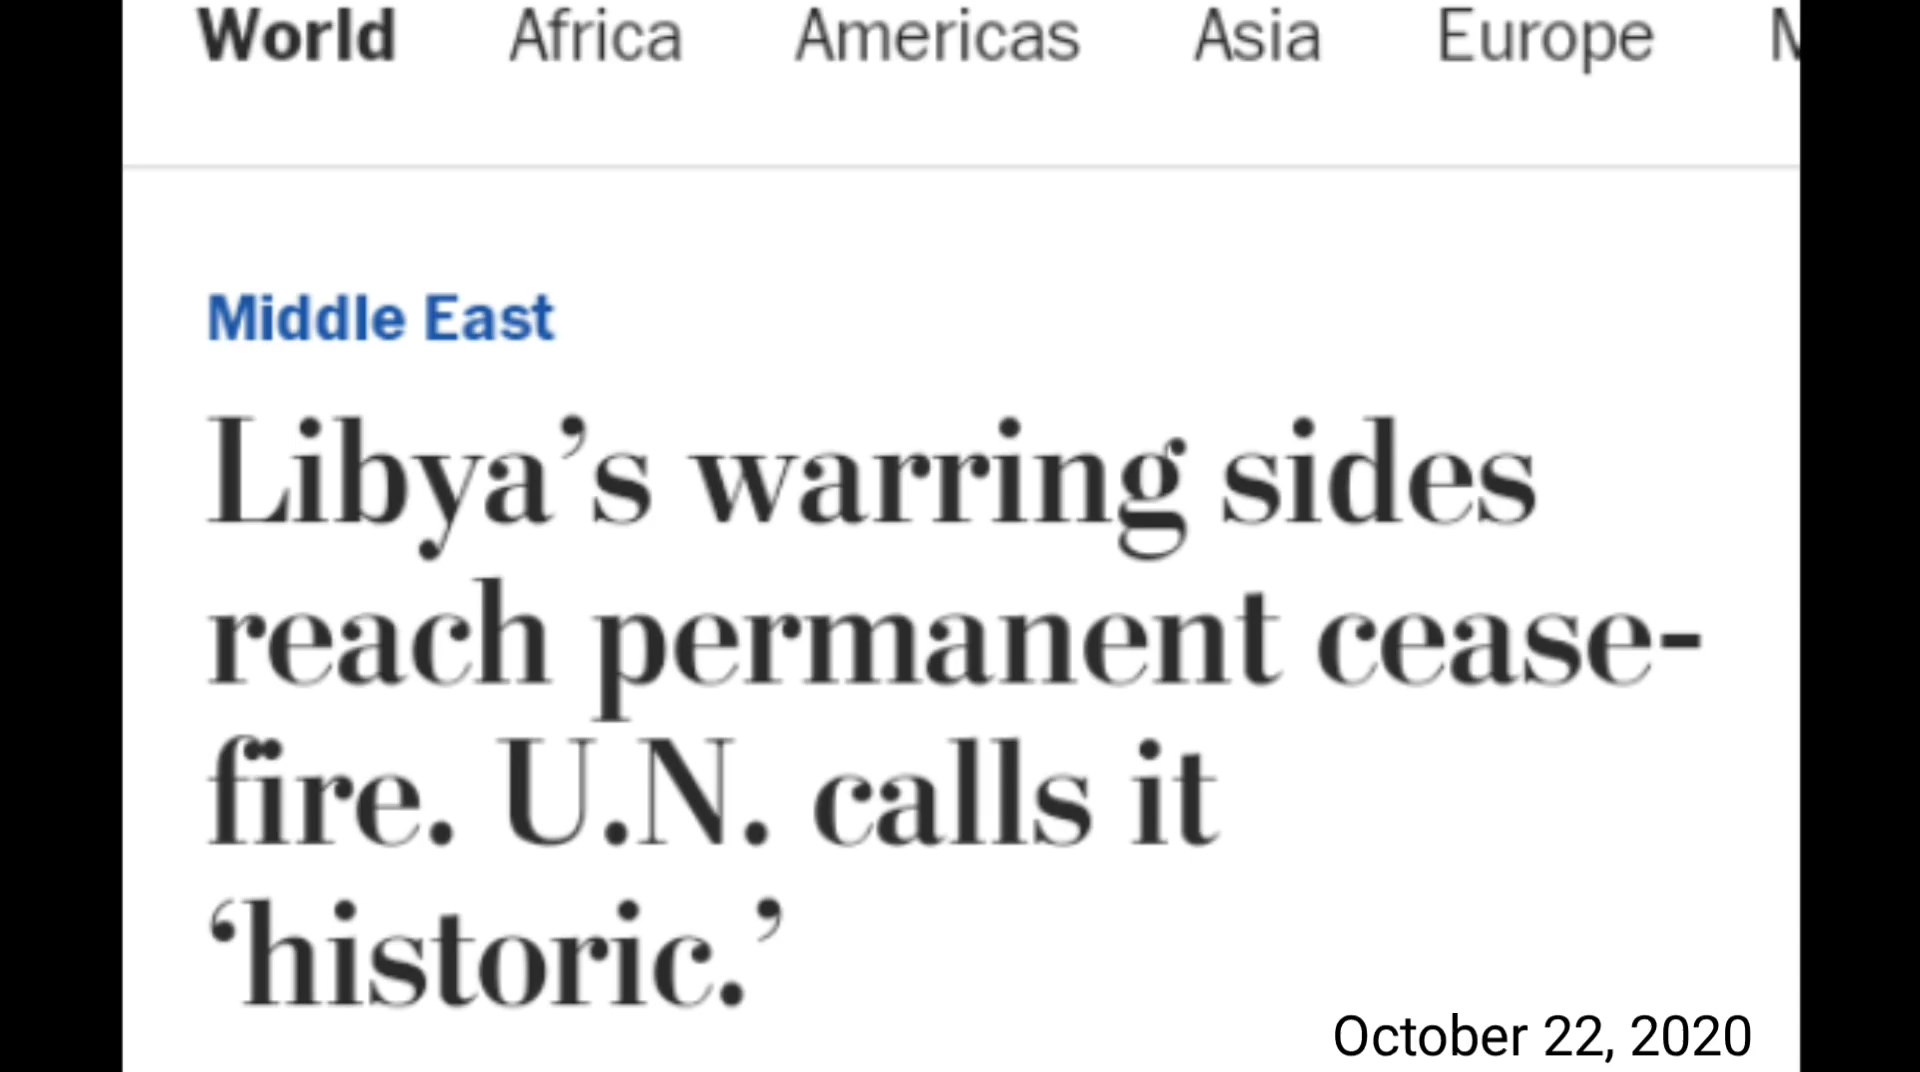 World Africa Americas Asia Europe
Middle East
Libya’s warring sides
reach permanent cease-
fire. U.N. calls it
‘historic.’
October 22, 2020